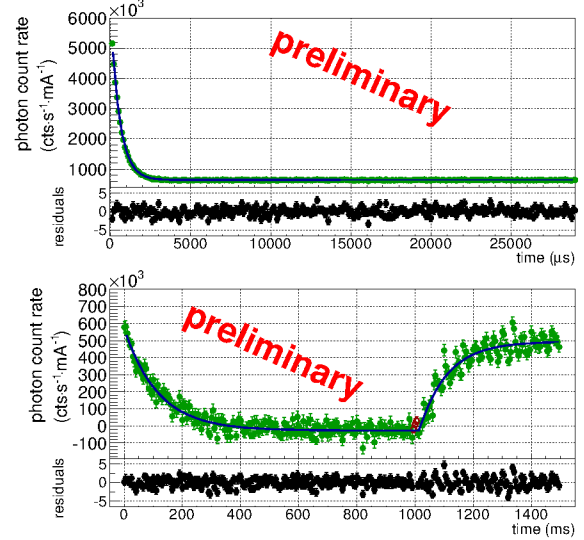 ×10³
photon count rate
(cts·s⁻¹·mA⁻¹)
6000
5000
4000
3000
2000
1000
preliminary
residuals
5
0
-5
0 5000 10000 15000 20000 25000
time (µs)
×10³
photon count rate
(cts·s⁻¹·mA⁻¹)
800
700
600
500
400
300
200
100
0
-100
preliminary
residuals
5
0
-5
0 200 400 600 800 1000 1200 1400
time (ms)